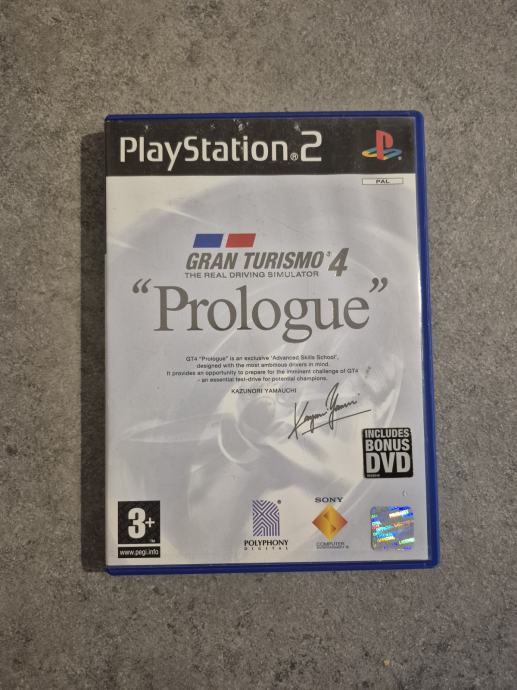 PlayStation®2
PAL
GRAN TURISMO®4
THE REAL DRIVING SIMULATOR
“Prologue”
GT4 "Prologue" is an exclusive 'Advanced Skills School',
designed with the most ambitious drivers in mind.
It provides an opportunity to prepare for the imminent challenge of GT4
- an essential test-drive for potential champions.
KAZUNORI YAMAUCHI
INCLUDES
BONUS
DVD
3+
www.pegi.info
POLYPHONY
DIGITAL
SONY
COMPUTER
ENTERTAINMENT®